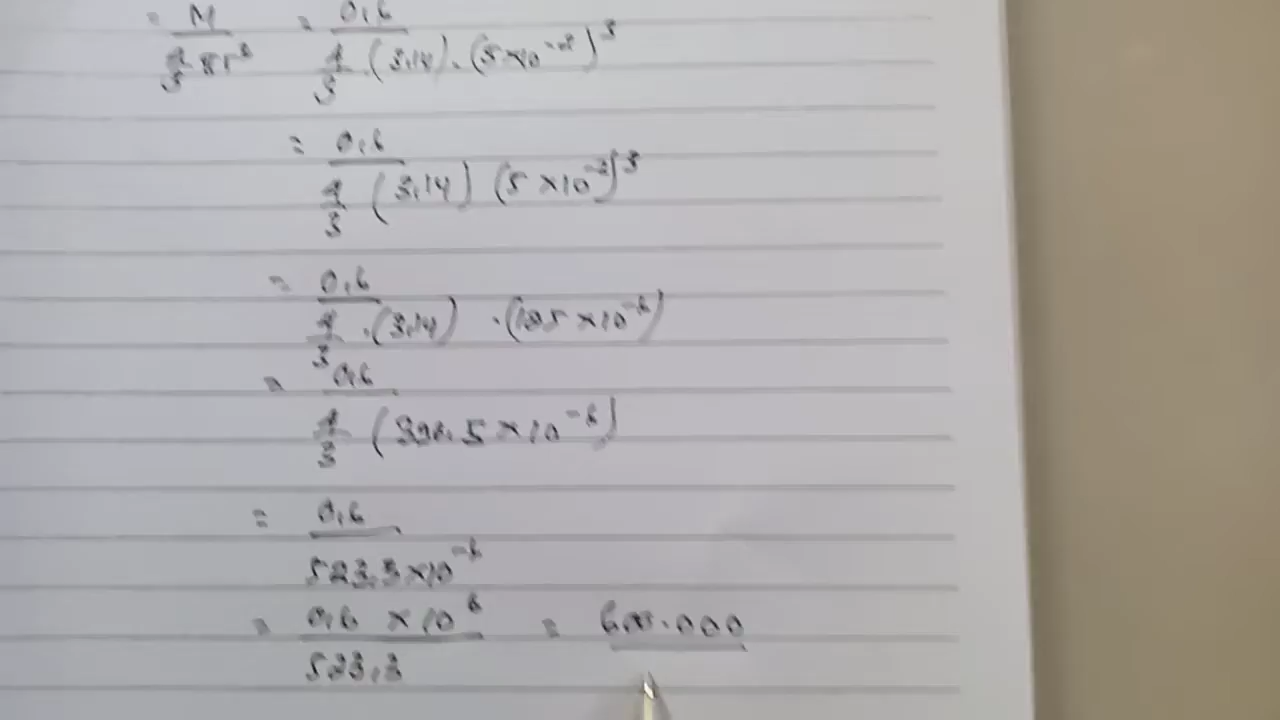 = M / 4/3 πr³ = 0,6 / 4/3 . (3,14) . (5×10⁻²)³
= 0,6 / 4/3 (3,14) (5 ×10⁻²)³
= 0,6 / 4/3 . (3,14) . (125 ×10⁻⁶)
= 0,6 / 4/3 (392.5 ×10⁻⁶)
= 0,6 / 523,3 ×10⁻⁶
= 0,6 × 10⁶ / 523,3 = 600.000